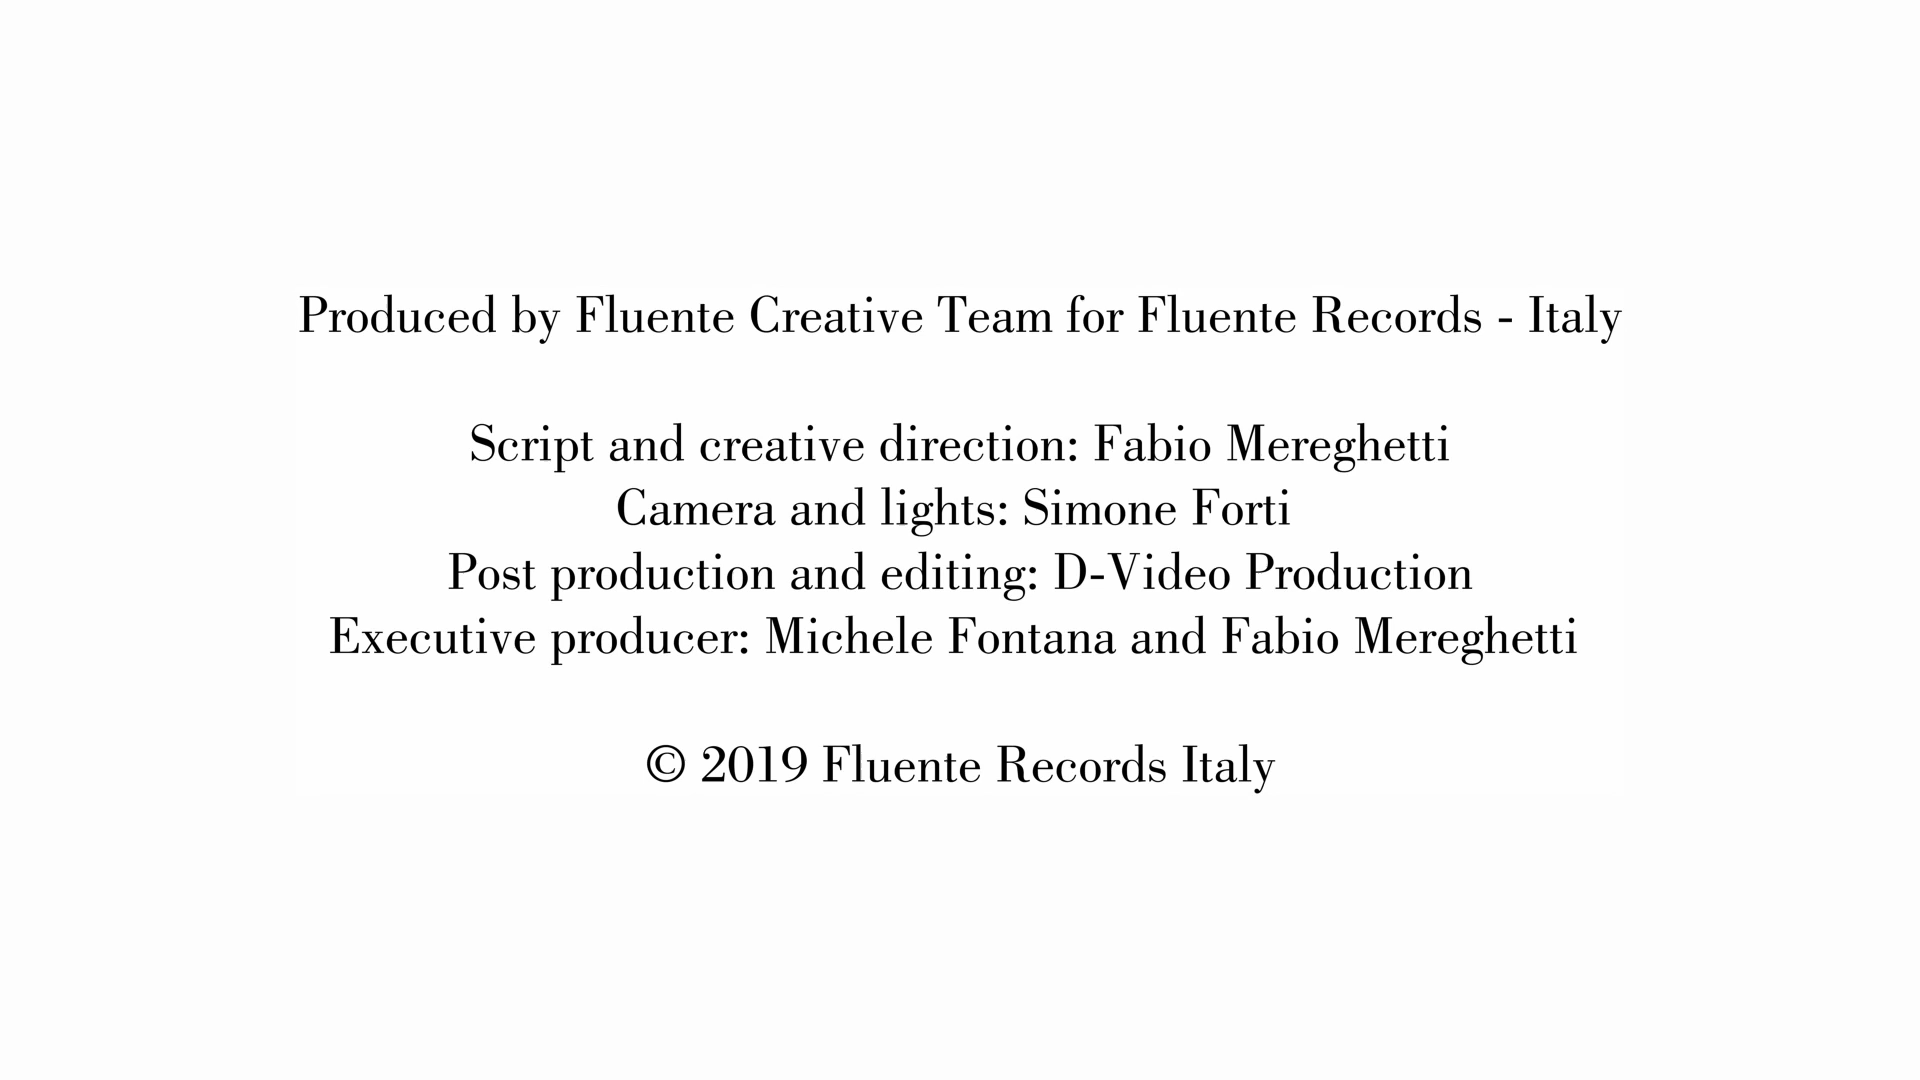 Produced by Fluente Creative Team for Fluente Records - Italy
Script and creative direction: Fabio Mereghetti
Camera and lights: Simone Forti
Post production and editing: D-Video Production
Executive producer: Michele Fontana and Fabio Mereghetti
© 2019 Fluente Records Italy